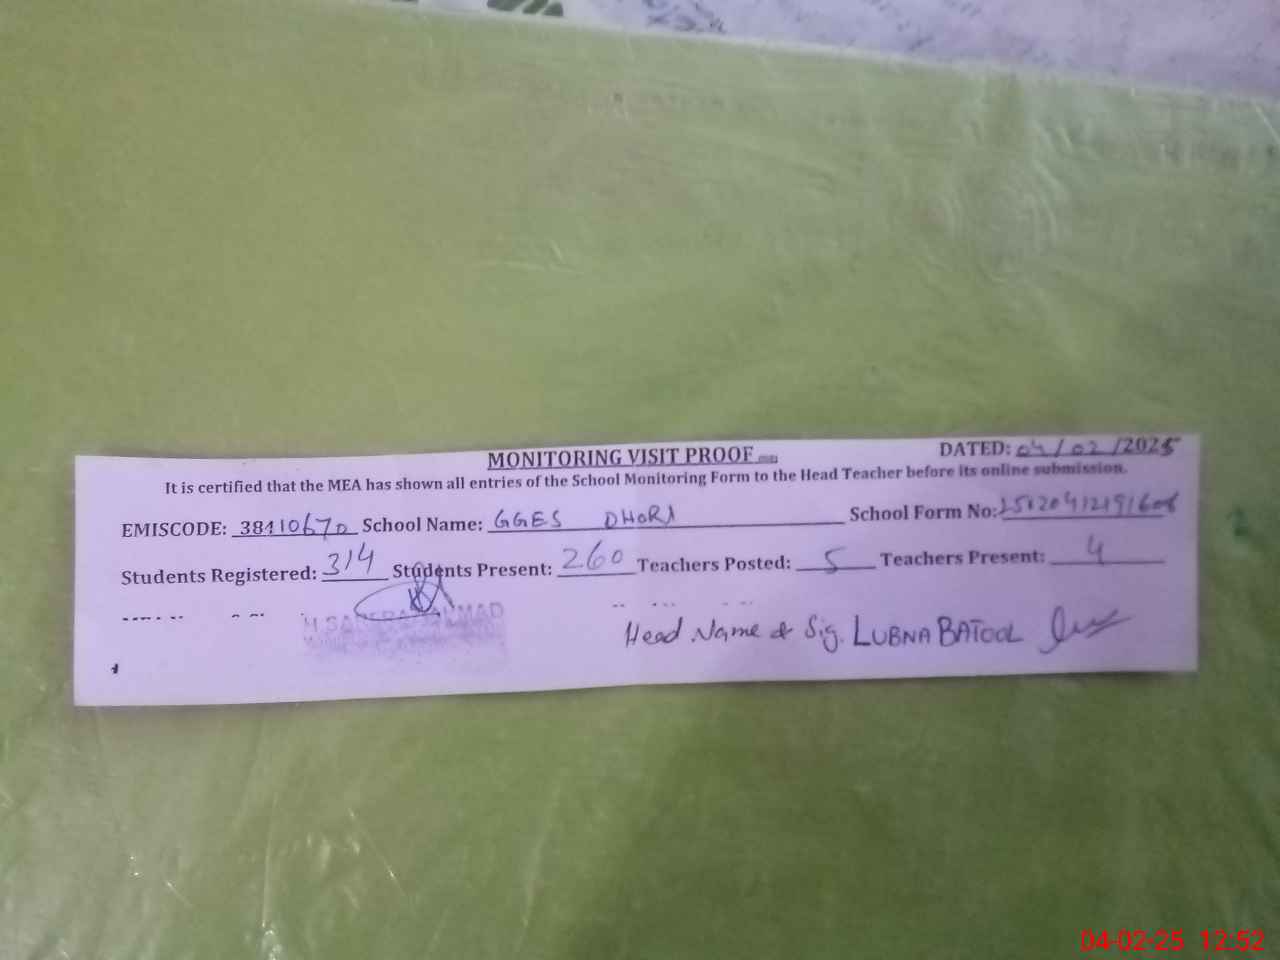 MONITORING VISIT PROOF
DATED: 04/02/2025
It is certified that the MEA has shown all entries of the School Monitoring Form to the Head Teacher before its online submission.
EMISCODE: 38410670 School Name: GGES DHORI School Form No:
Students Registered: 314 Students Present: 260 Teachers Posted: 5 Teachers Present: 4
Head Name & Sig. LUBNA BATOOL
04-02-25 12:52